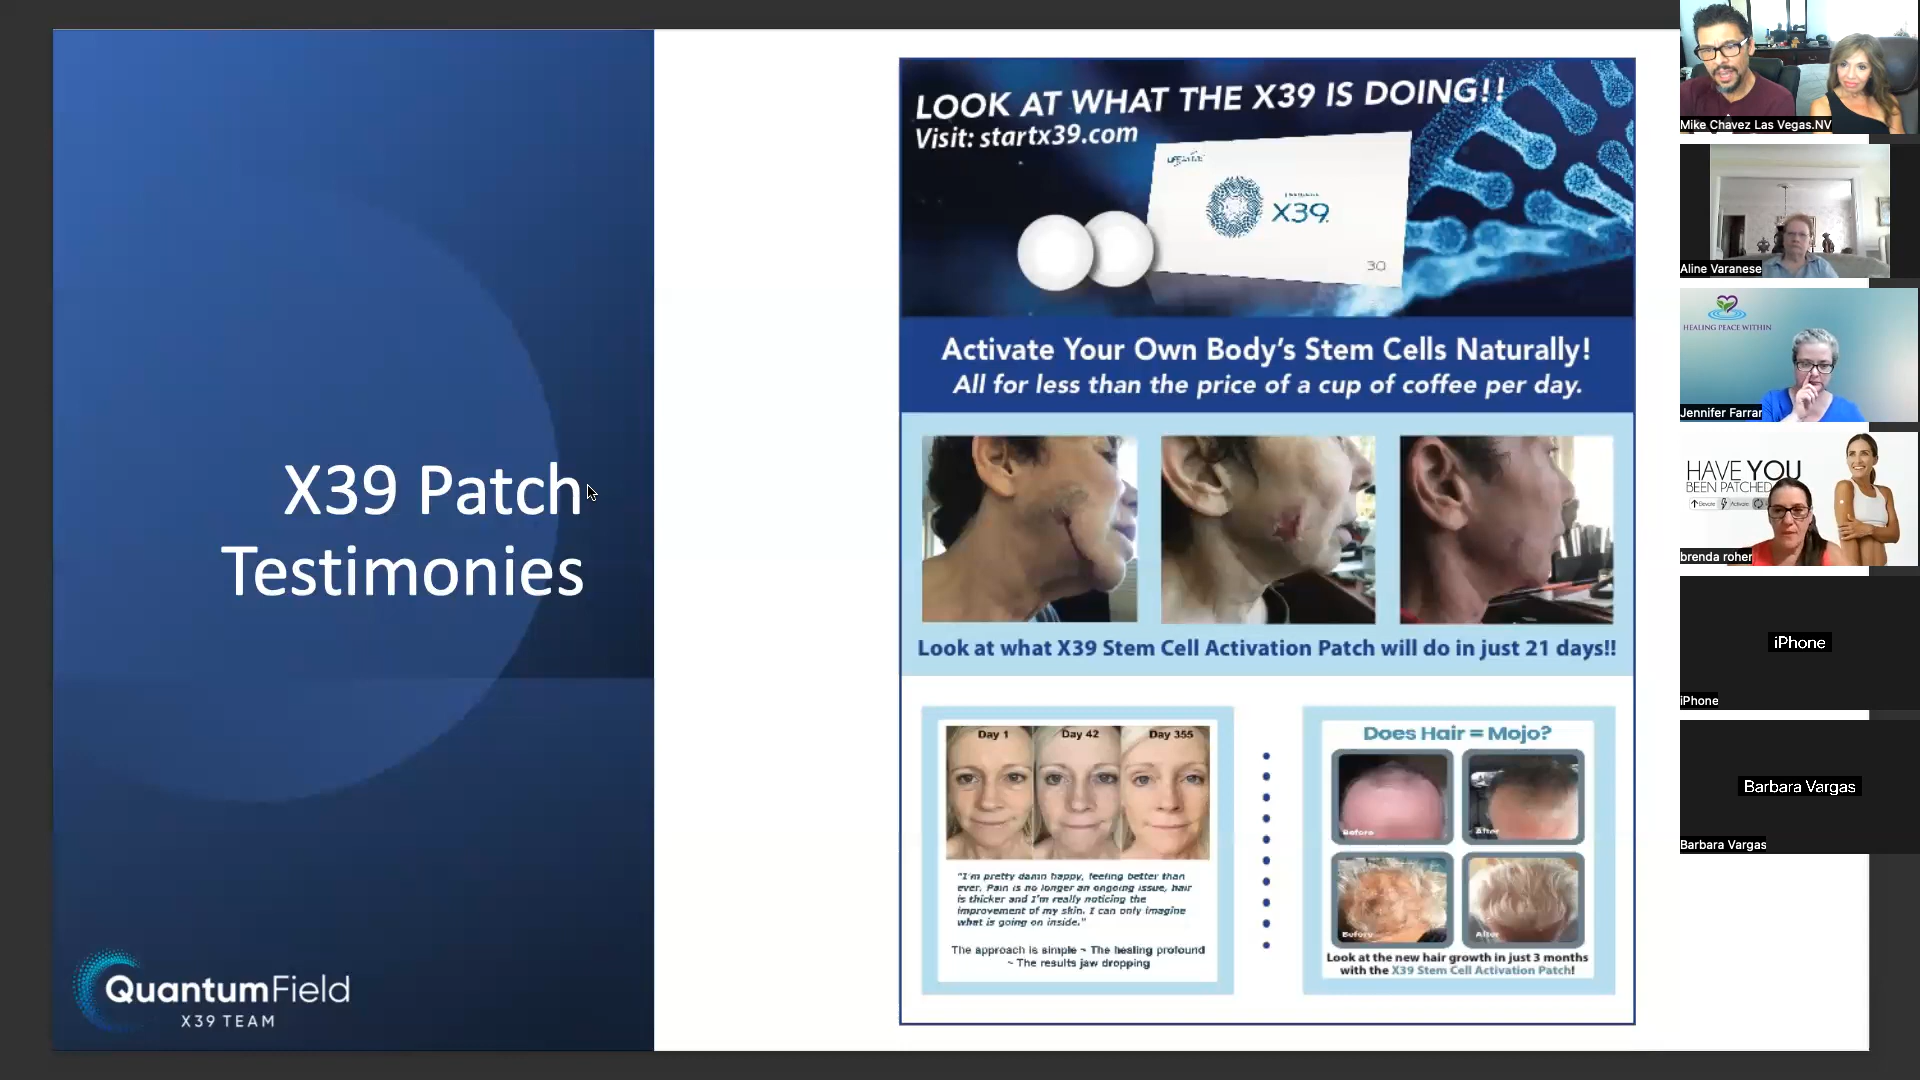 X39 Patch
Testimonies
QuantumField
X39 TEAM
LOOK AT WHAT THE X39 IS DOING!!
Visit: startx39.com
X39
30
Activate Your Own Body's Stem Cells Naturally!
All for less than the price of a cup of coffee per day.
Look at what X39 Stem Cell Activation Patch will do in just 21 days!!
Day 1
Day 42
Day 355
"I'm pretty damn happy, feeling better than
ever. Pain is no longer an ongoing issue, hair
is thicker and I'm really noticing the
improvement of my skin. I can only imagine
what is going on inside."
The approach is simple ~ The healing profound
~ The results jaw dropping
Does Hair = Mojo?
Before
After
Before
After
Look at the new hair growth in just 3 months
with the X39 Stem Cell Activation Patch!
Mike Chavez Las Vegas.NV
Aline Varanese
HEALING PEACE WITHIN
Jennifer Farrar
HAVE YOU
BEEN PATCHED
Elevate Activate
brenda roher
iPhone
iPhone
Barbara Vargas
Barbara Vargas